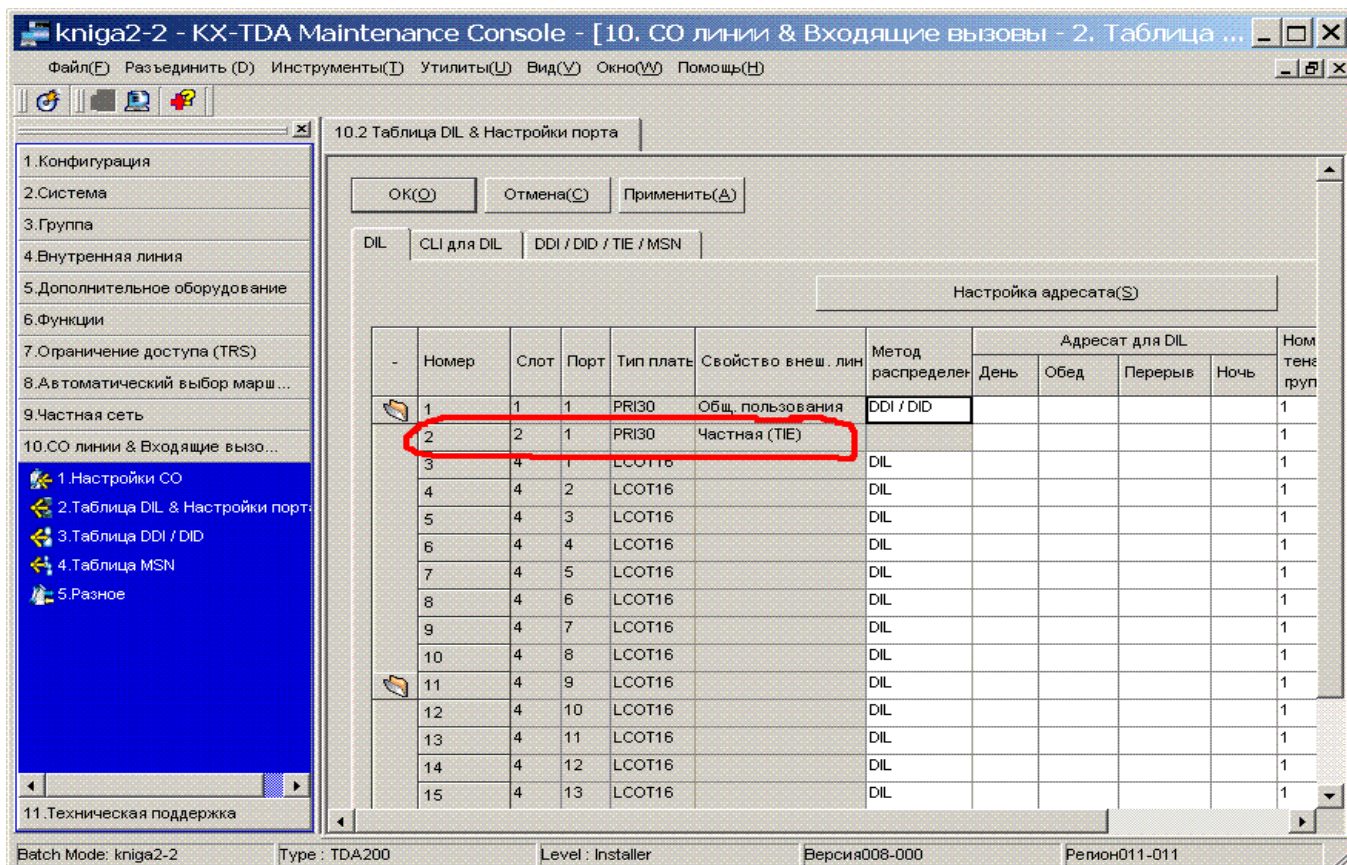 kniga2-2 - KX-TDA Maintenance Console - [10. CO линии & Входящие вызовы - 2. Таблица ...
Файл(F) Разъединить (D) Инструменты(T) Утилиты(U) Вид(V) Окно(W) Помощь(H)
10.2 Таблица DIL & Настройки порта
1.Конфигурация
2.Система
3.Группа
4.Внутренняя линия
5.Дополнительное оборудование
6.Функции
7.Ограничение доступа (TRS)
8.Автоматический выбор марш...
9.Частная сеть
10.CO линии & Входящие вызо...
1.Настройки CO
2.Таблица DIL & Настройки порта
3.Таблица DDI / DID
4.Таблица MSN
5.Разное
11.Техническая поддержка
OK(O) Отмена(C) Применить(A)
DIL CLI для DIL DDI / DID / TIE / MSN
Настройка адресата(S)
- Номер Слот Порт Тип платы Свойство внеш. лин Метод распределен Адресат для DIL Ном тена груп
День Обед Перерыв Ночь
1 1 1 PRI30 Общ. пользования DDI / DID 1
2 2 1 PRI30 Частная (TIE) 1
3 4 1 LCOT16 DIL 1
4 4 2 LCOT16 DIL 1
5 4 3 LCOT16 DIL 1
6 4 4 LCOT16 DIL 1
7 4 5 LCOT16 DIL 1
8 4 6 LCOT16 DIL 1
9 4 7 LCOT16 DIL 1
10 4 8 LCOT16 DIL 1
11 4 9 LCOT16 DIL 1
12 4 10 LCOT16 DIL 1
13 4 11 LCOT16 DIL 1
14 4 12 LCOT16 DIL 1
15 4 13 LCOT16 DIL 1
Batch Mode: kniga2-2 Type : TDA200 Level : Installer Версия008-000 Регион011-011